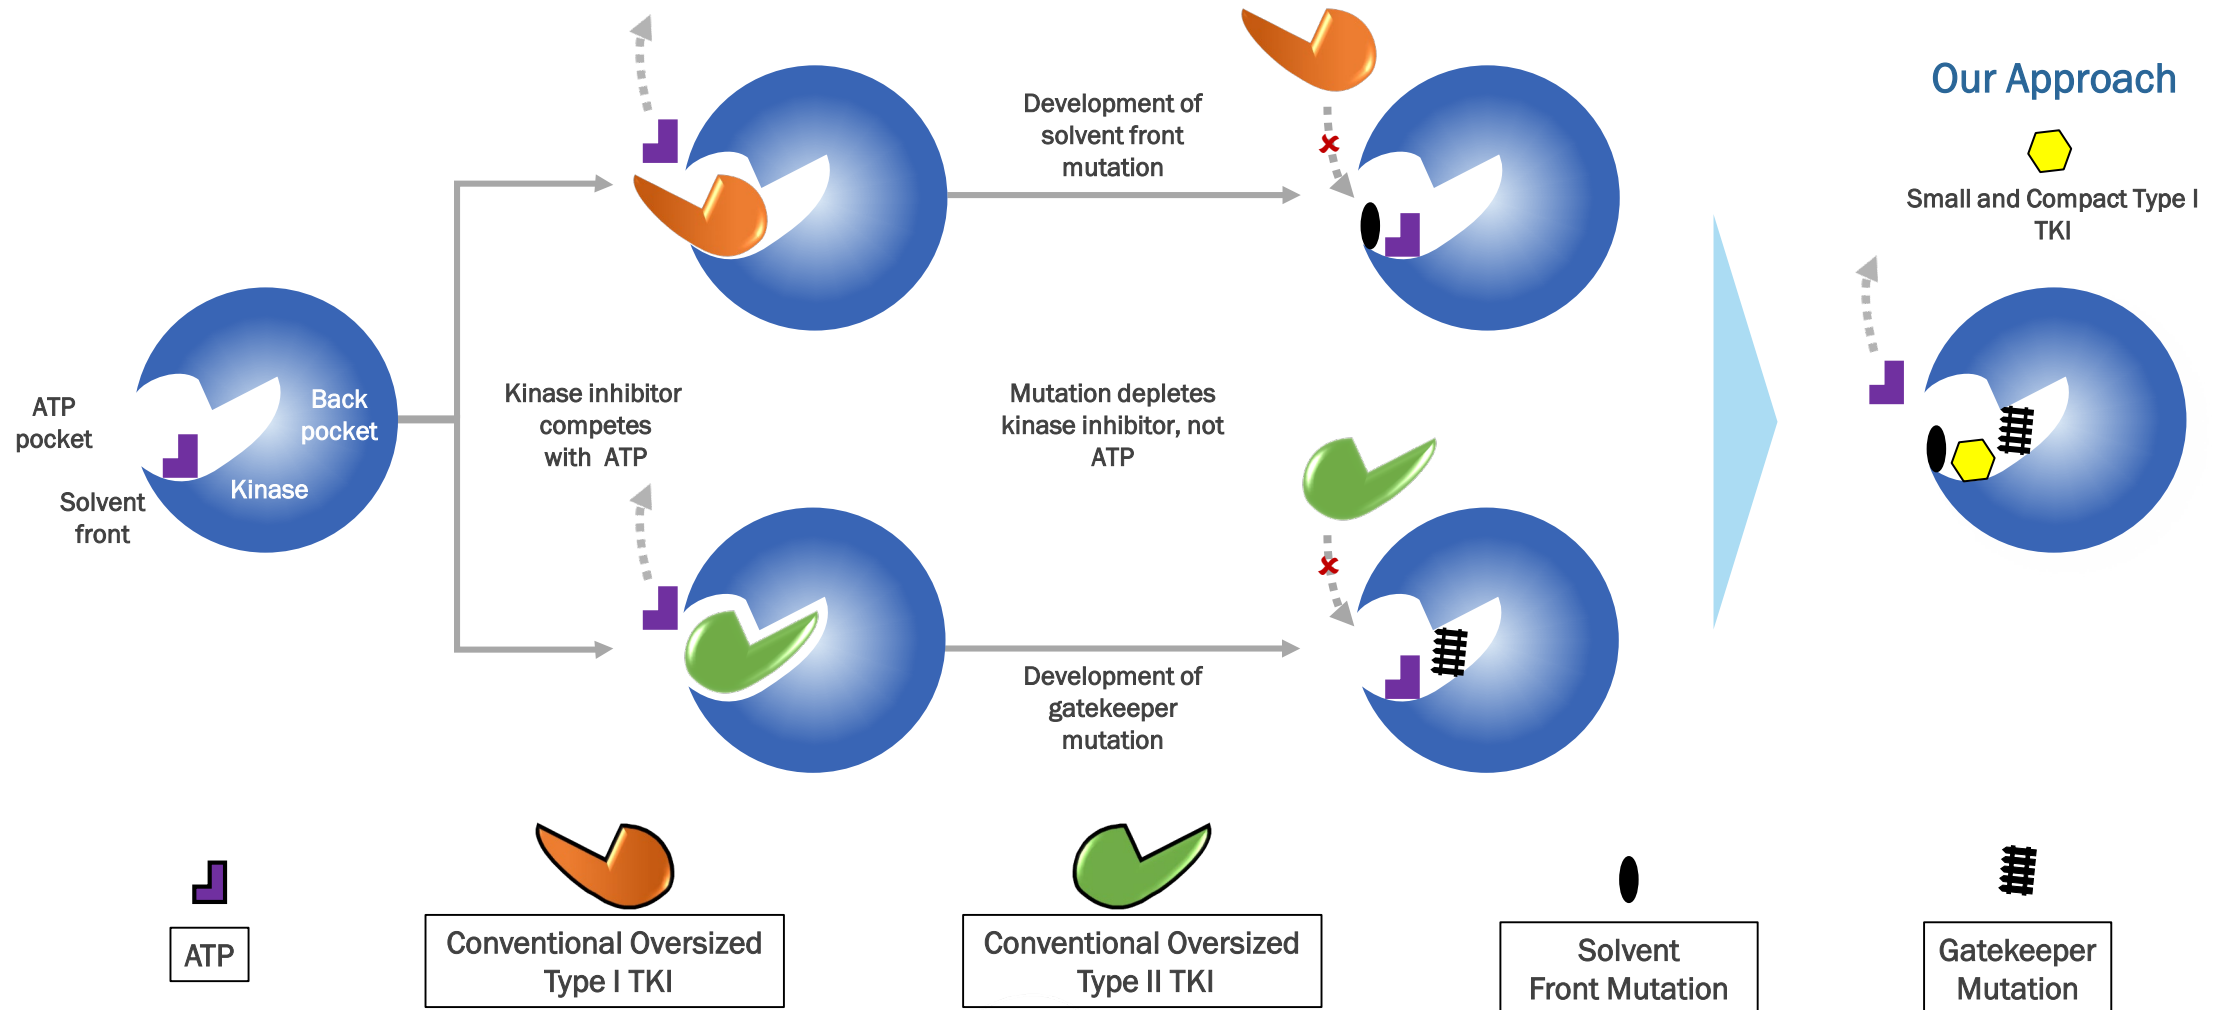 Our Approach
Small and Compact Type I
TKI
Development of
solvent front
mutation
ATP
pocket
Back
pocket
Kinase
Solvent
front
Kinase inhibitor
competes
with ATP
Mutation depletes
kinase inhibitor, not
ATP
Development of
gatekeeper
mutation
ATP
Conventional Oversized
Type I TKI
Conventional Oversized
Type II TKI
Solvent
Front Mutation
Gatekeeper
Mutation